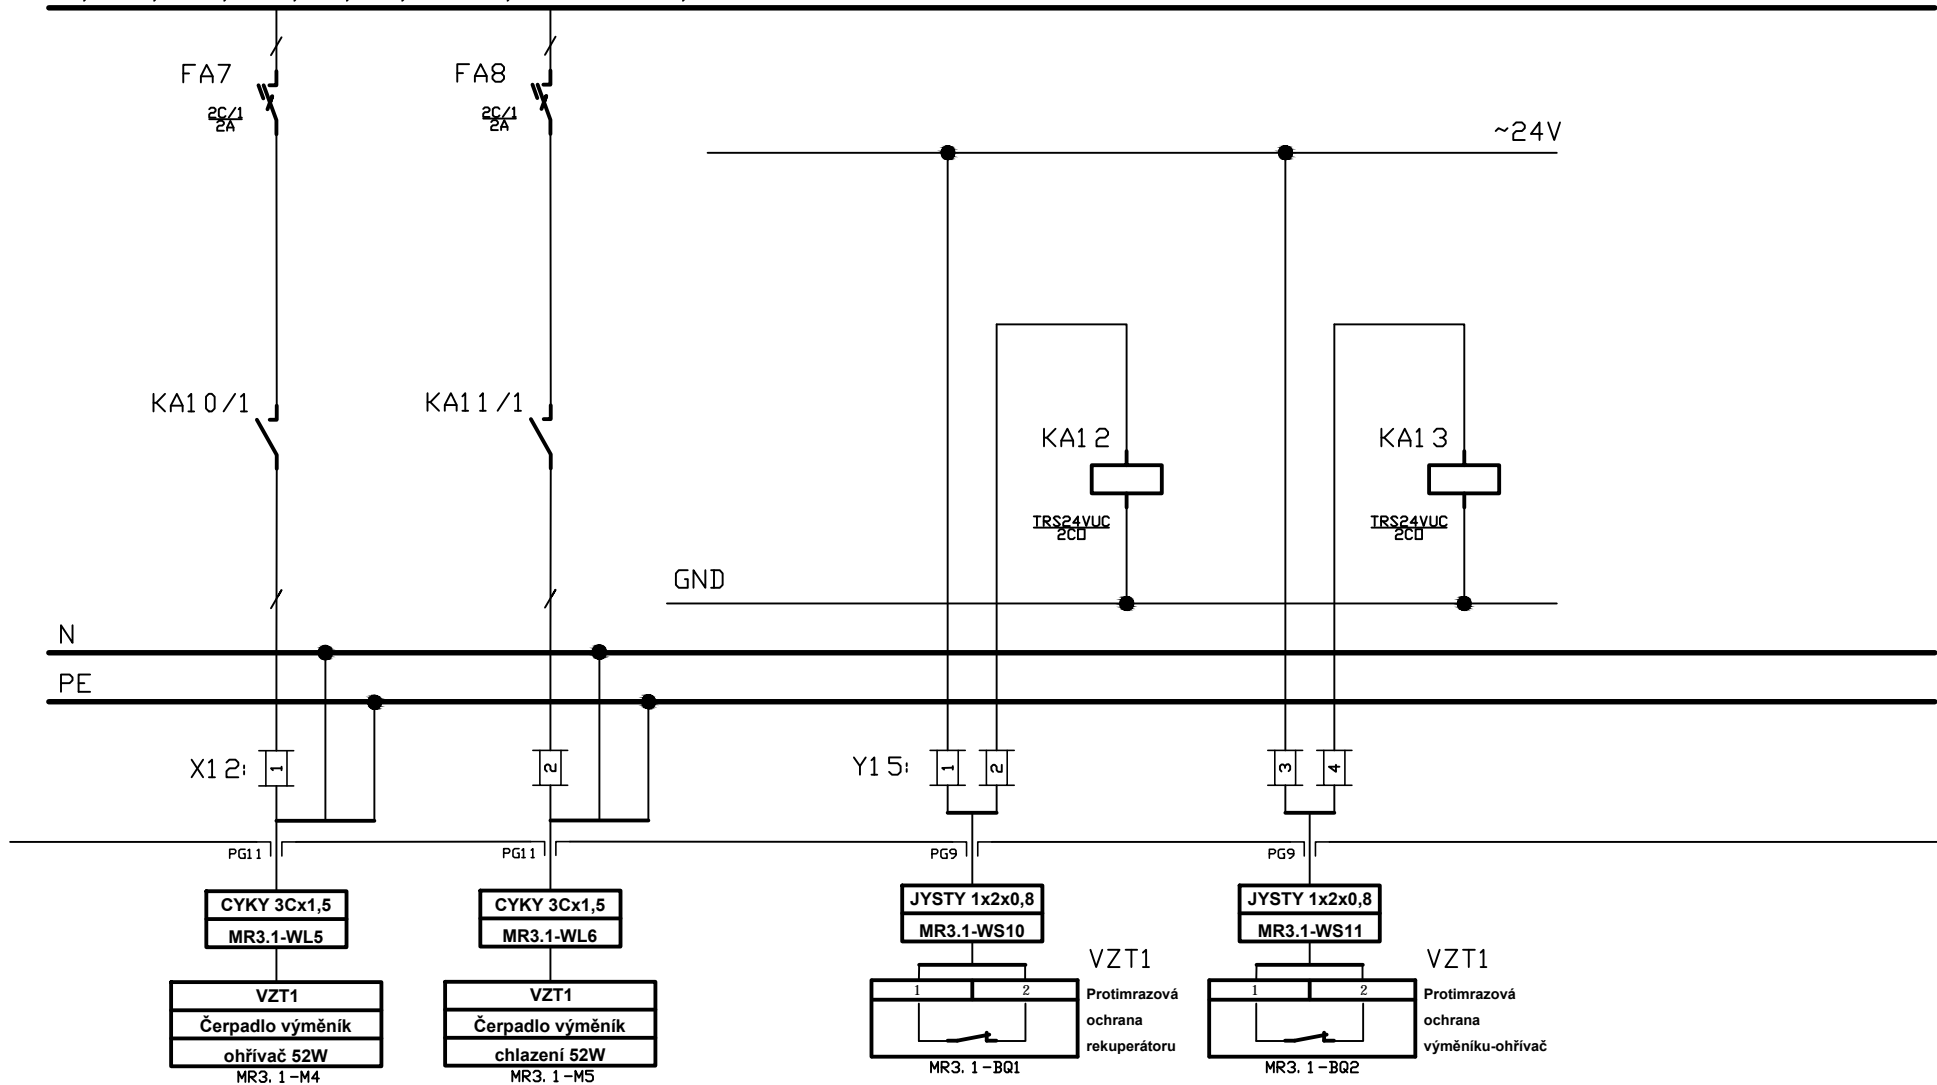 FA7
2C/1
2A
FA8
2C/1
2A
~24V
KA10/1
KA11/1
KA12
TRS24VUC
2CO
KA13
TRS24VUC
2CO
GND
N
PE
X12:
1
2
Y15:
1
2
3
4
PG11
PG11
PG9
PG9
CYKY 3Cx1,5
MR3.1-WL5
CYKY 3Cx1,5
MR3.1-WL6
JYSTY 1x2x0,8
MR3.1-WS10
JYSTY 1x2x0,8
MR3.1-WS11
VZT1
Čerpadlo výměník
ohřívač 52W
MR3.1-M4
VZT1
Čerpadlo výměník
chlazení 52W
MR3.1-M5
1
2
MR3.1-BQ1
VZT1
Protimrazová
ochrana
rekuperátoru
1
2
MR3.1-BQ2
VZT1
Protimrazová
ochrana
výměníku-ohřívač